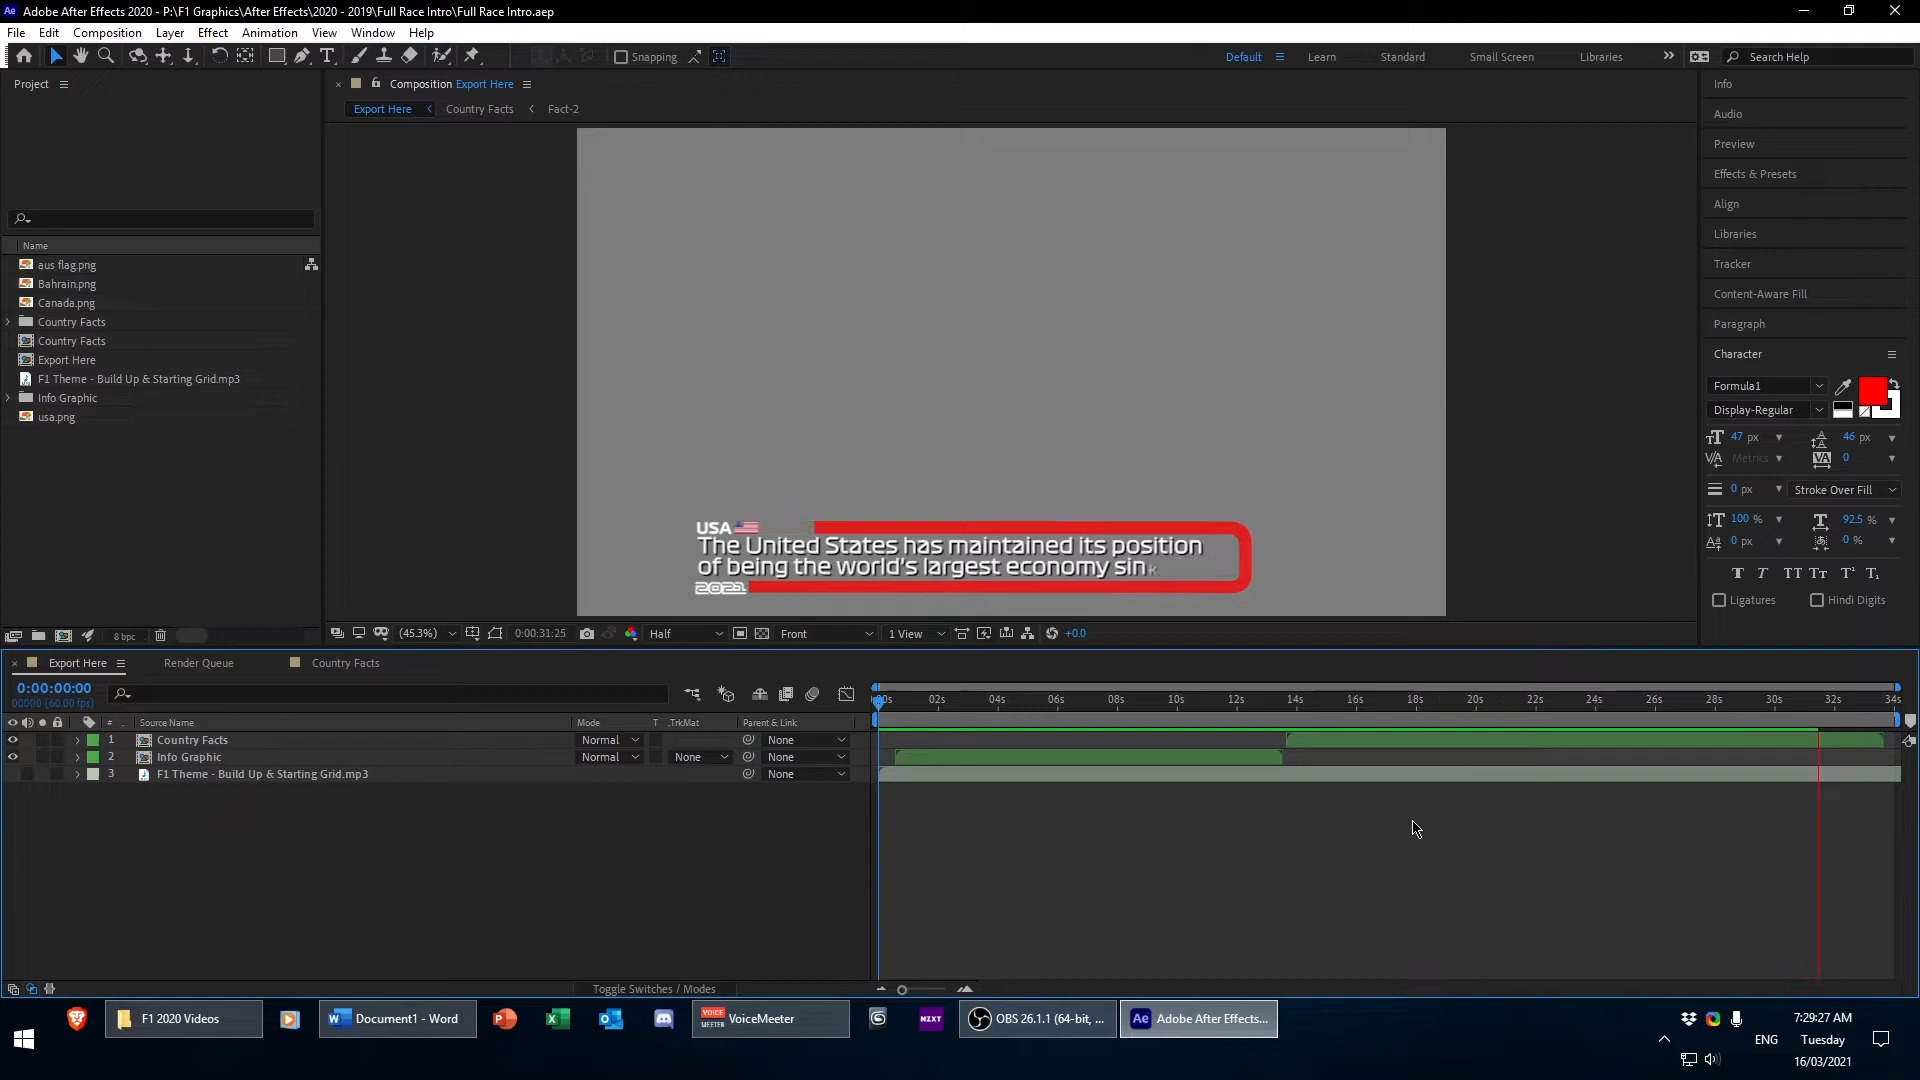 Adobe After Effects 2020 - P:\F1 Graphics\After Effects\2020 - 2019\Full Race Intro\Full Race Intro.aep
File Edit Composition Layer Effect Animation View Window Help
Snapping
Default Learn Standard Small Screen Libraries Search Help
Project
Composition Export Here
Export Here Country Facts Fact-2
Name
aus flag.png
Bahrain.png
Canada.png
Country Facts
Country Facts
Export Here
F1 Theme - Build Up & Starting Grid.mp3
Info Graphic
usa.png
8 bpc
USA
The United States has maintained its position
of being the world's largest economy sin
2021
(45.3%) 0:00:31:25 Half Front 1 View +0.0
Info
Audio
Preview
Effects & Presets
Align
Libraries
Tracker
Content-Aware Fill
Paragraph
Character
Formula1
Display-Regular
47 px 46 px
Metrics 0
0 px Stroke Over Fill
100 % 92.5 %
0 px 0 %
Ligatures Hindi Digits
Export Here Render Queue Country Facts
0:00:00:00
00000 (60.00 fps)
02s 04s 06s 08s 10s 12s 14s 16s 18s 20s 22s 24s 26s 28s 30s 32s 34s
# Source Name Mode T .TrkMat Parent & Link
1 Country Facts Normal None
2 Info Graphic Normal None None
3 F1 Theme - Build Up & Starting Grid.mp3 None
Toggle Switches / Modes
F1 2020 Videos Document1 - Word VOICE MEETER VoiceMeeter NZXT OBS 26.1.1 (64-bit, ... Ae Adobe After Effects...
7:29:27 AM
ENG Tuesday
16/03/2021